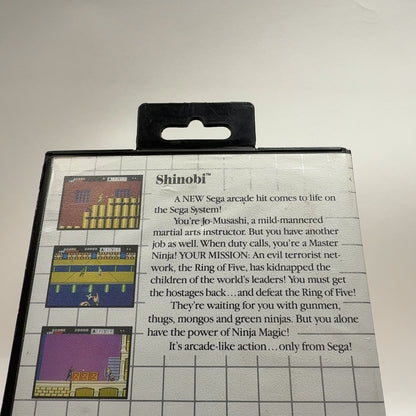 Shinobi™
A NEW Sega arcade hit comes to life on
the Sega System!
You're Jo Musashi, a mild-mannered
martial arts instructor. But you have another
job as well. When duty calls, you're a Master
Ninja! YOUR MISSION: An evil terrorist net-
work, the Ring of Five, has kidnapped the
children of the world's leaders! You must get
the hostages back...and defeat the Ring of Five!
They're waiting for you with gunmen,
thugs, mongos and green ninjas. But you alone
have the power of Ninja Magic!
It's arcade-like action...only from Sega!